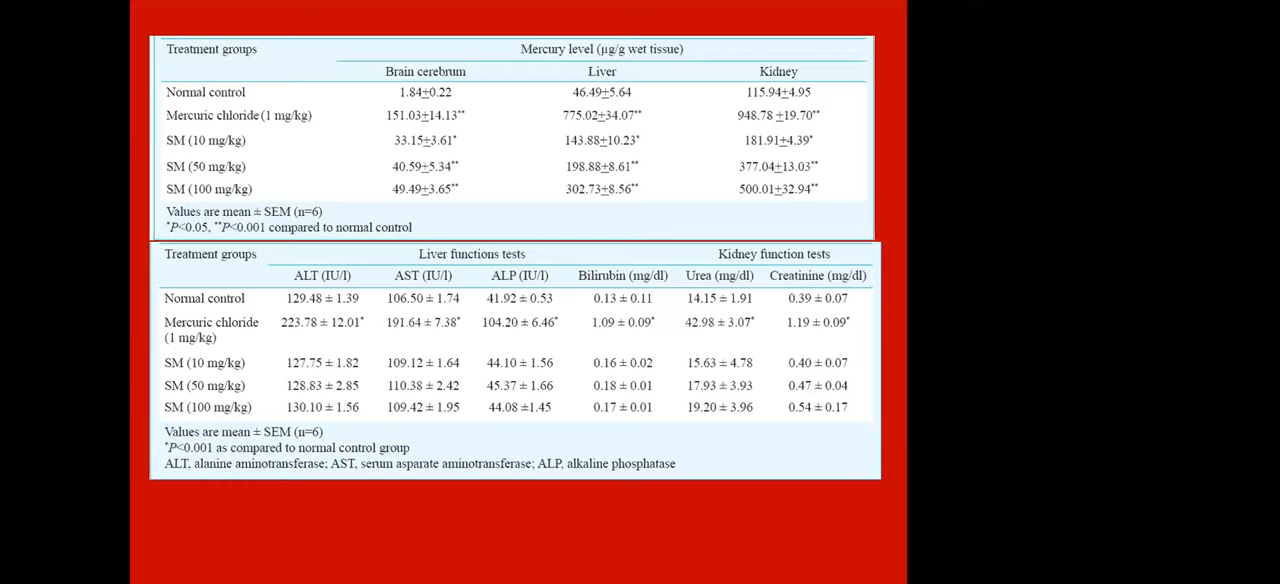 Treatment groups Mercury level (µg/g wet tissue)
Brain cerebrum Liver Kidney
Normal control 1.84±0.22 46.49±5.64 115.94±4.95
Mercuric chloride (1 mg/kg) 151.03±14.13** 775.02±34.07** 948.78 ±19.70**
SM (10 mg/kg) 33.15±3.61* 143.88±10.23* 181.91±4.39*
SM (50 mg/kg) 40.59±5.34** 198.88±8.61** 377.04±13.03**
SM (100 mg/kg) 49.49±3.65** 302.73±8.56** 500.01±32.94**
Values are mean ± SEM (n=6)
*P<0.05, **P<0.001 compared to normal control
Treatment groups Liver functions tests Kidney function tests
ALT (IU/l) AST (IU/l) ALP (IU/l) Bilirubin (mg/dl) Urea (mg/dl) Creatinine (mg/dl)
Normal control 129.48 ± 1.39 106.50 ± 1.74 41.92 ± 0.53 0.13 ± 0.11 14.15 ± 1.91 0.39 ± 0.07
Mercuric chloride 223.78 ± 12.01* 191.64 ± 7.38* 104.20 ± 6.46* 1.09 ± 0.09* 42.98 ± 3.07* 1.19 ± 0.09*
(1 mg/kg)
SM (10 mg/kg) 127.75 ± 1.82 109.12 ± 1.64 44.10 ± 1.56 0.16 ± 0.02 15.63 ± 4.78 0.40 ± 0.07
SM (50 mg/kg) 128.83 ± 2.85 110.38 ± 2.42 45.37 ± 1.66 0.18 ± 0.01 17.93 ± 3.93 0.47 ± 0.04
SM (100 mg/kg) 130.10 ± 1.56 109.42 ± 1.95 44.08 ±1.45 0.17 ± 0.01 19.20 ± 3.96 0.54 ± 0.17
Values are mean ± SEM (n=6)
*P<0.001 as compared to normal control group
ALT, alanine aminotransferase; AST, serum asparate aminotransferase; ALP, alkaline phosphatase